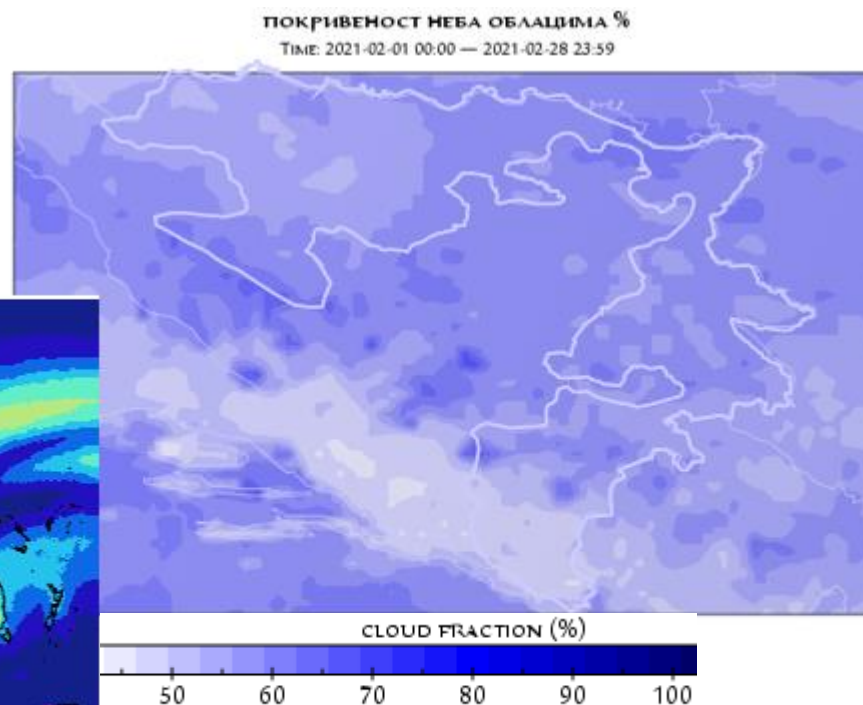 ПОКРИВЕНОСТ НЕБА ОБЛАЦИМА %
TIME: 2021-02-01 00:00 — 2021-02-28 23:59
CLOUD FRACTION (%)
50 60 70 80 90 100